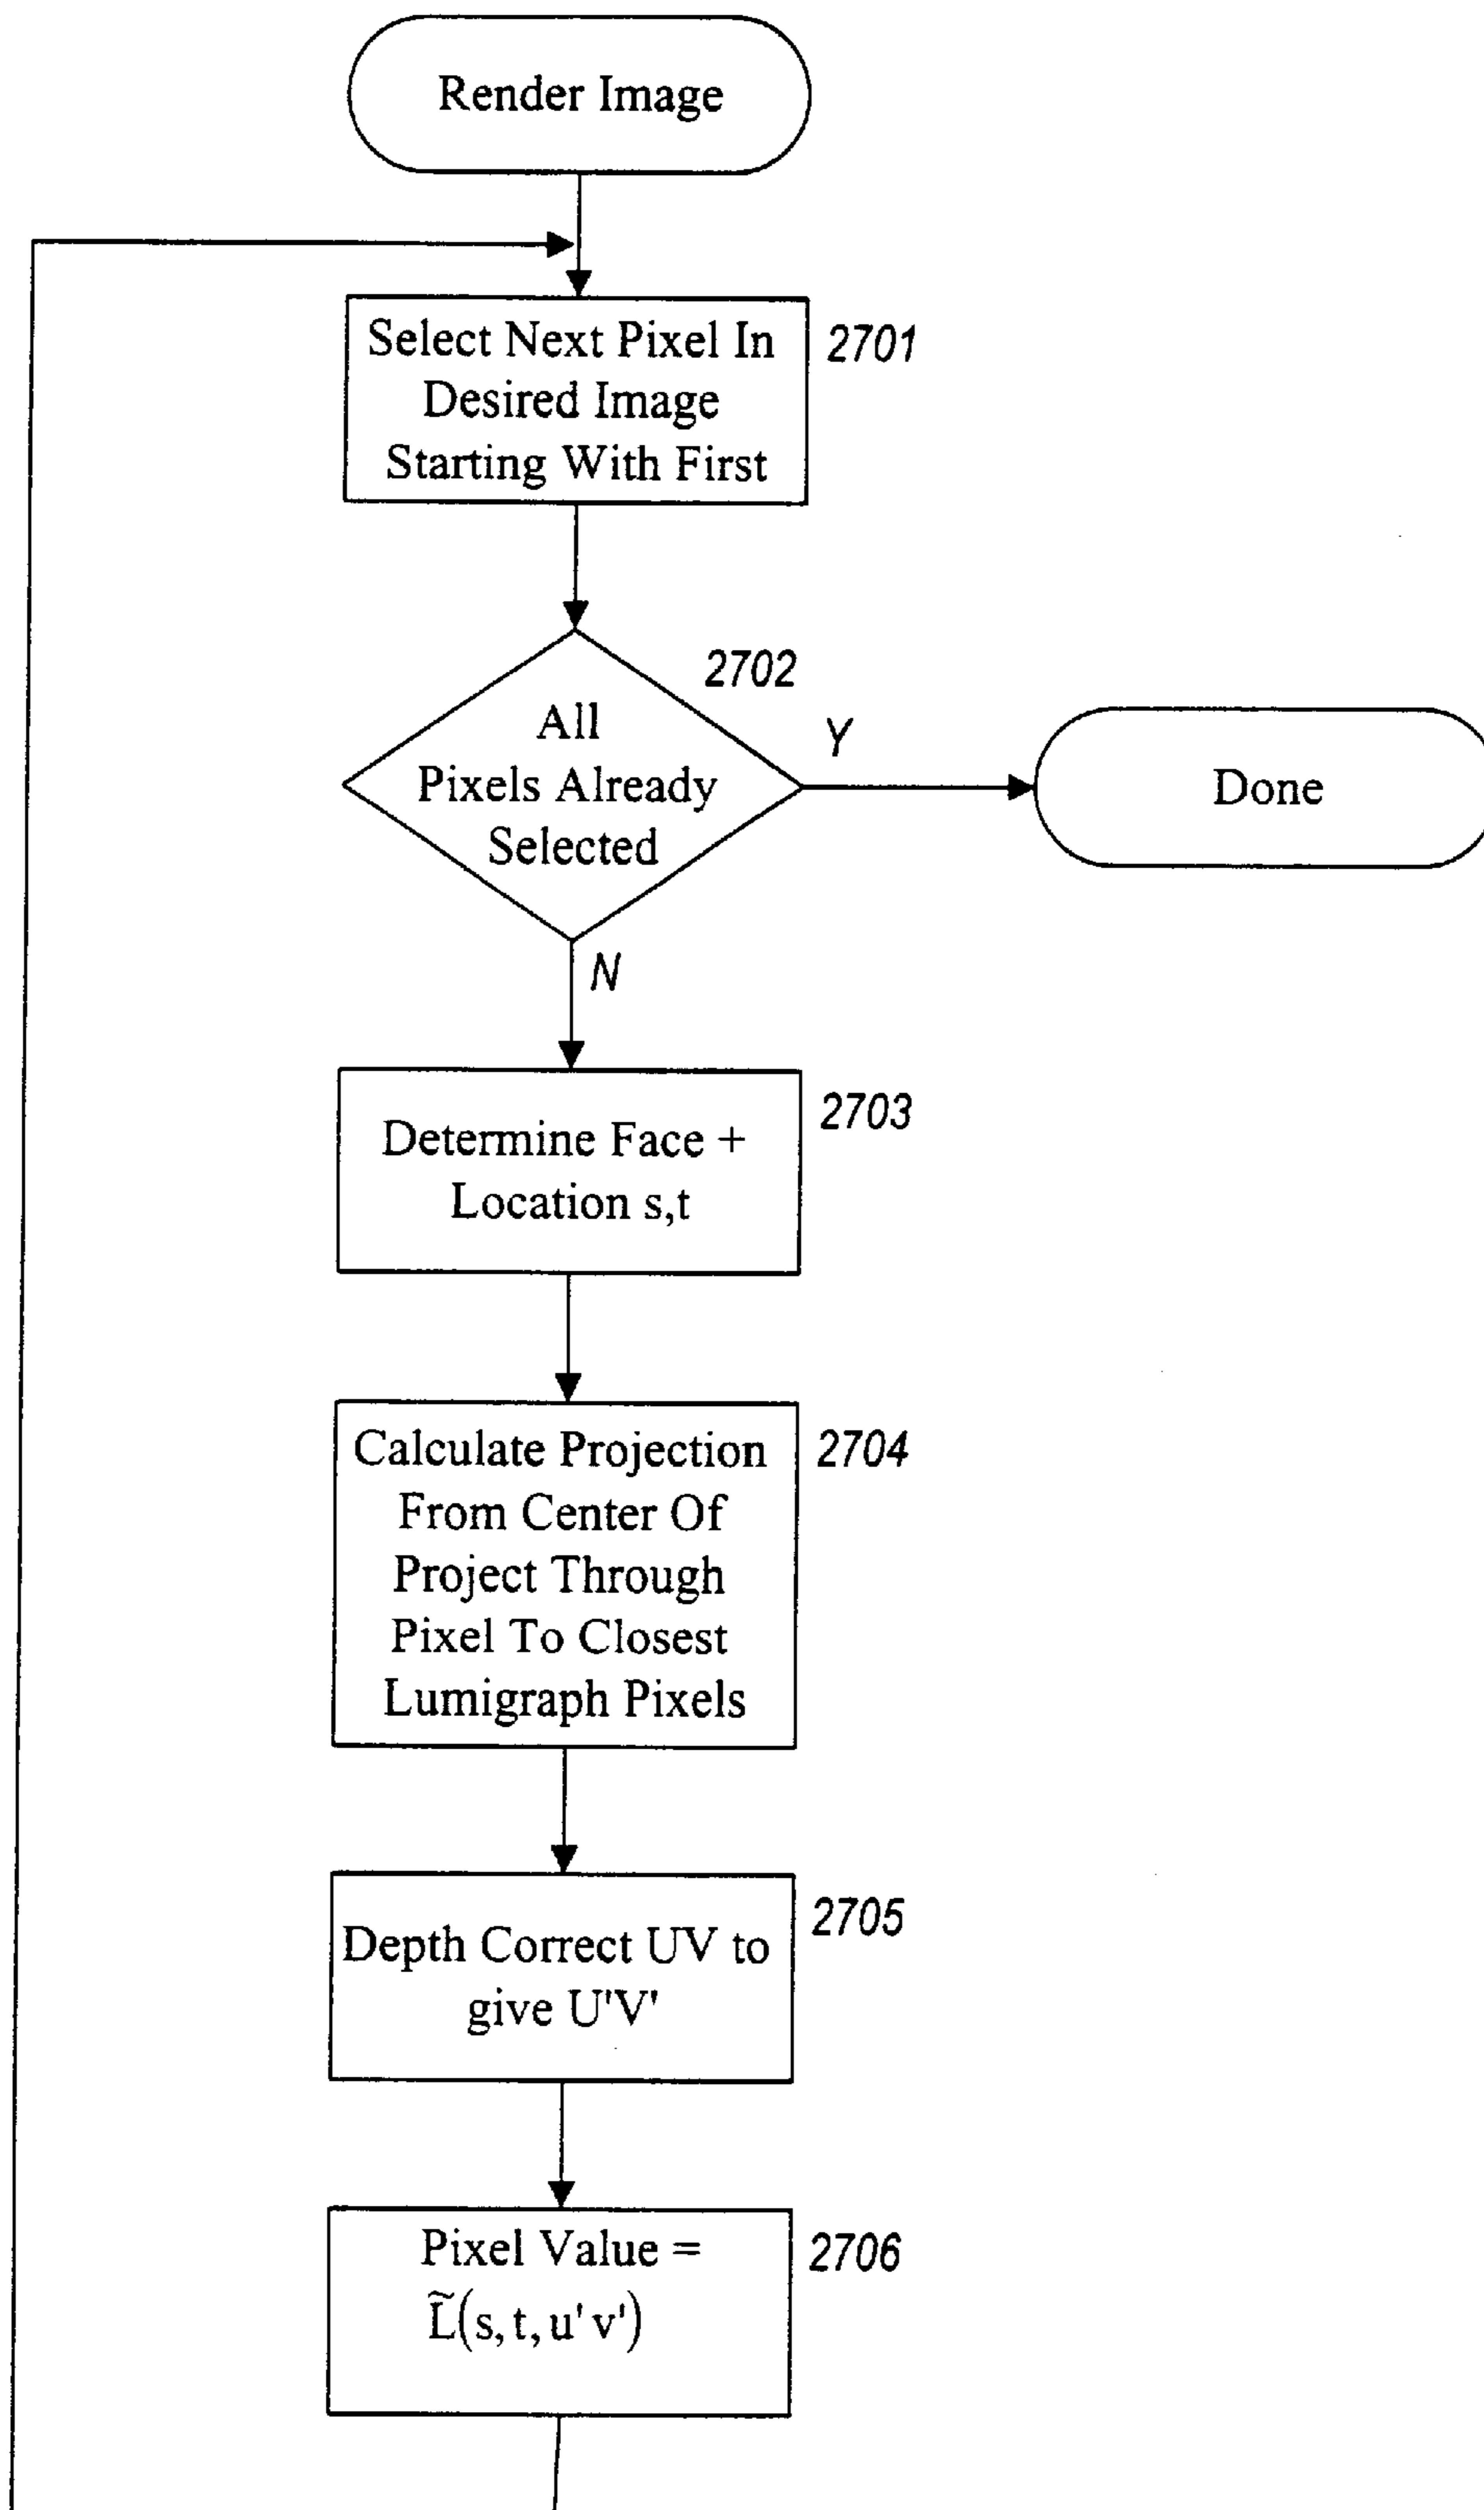 Render Image
Select Next Pixel In
Desired Image
Starting With First
2701
2702
All
Pixels Already
Selected
Y
Done
N
Determine Face +
Location s,t
2703
Calculate Projection
From Center Of
Project Through
Pixel To Closest
Lumigraph Pixels
2704
Depth Correct UV to
give U'V'
2705
Pixel Value =
L̃(s,t,u'v')
2706